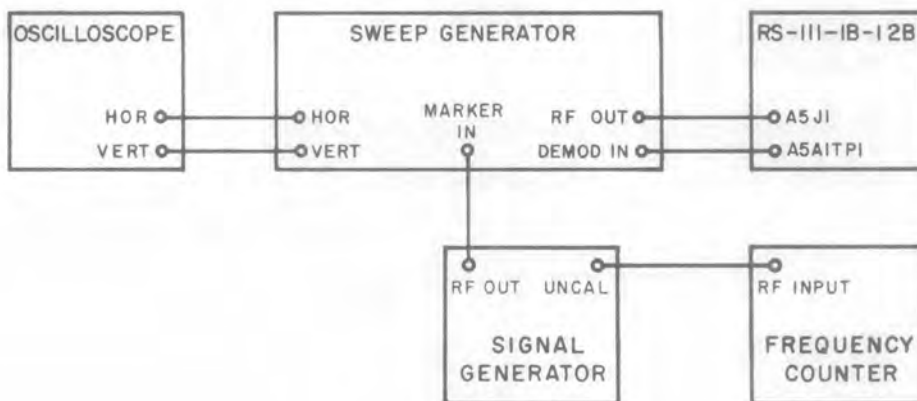 OSCILLOSCOPE
HOR
VERT
SWEEP GENERATOR
HOR
VERT
MARKER
IN
RF OUT
DEMOD IN
RS-111-1B-12B
A5J1
A5A1TP1
RF OUT
UNCAL
SIGNAL
GENERATOR
RF INPUT
FREQUENCY
COUNTER